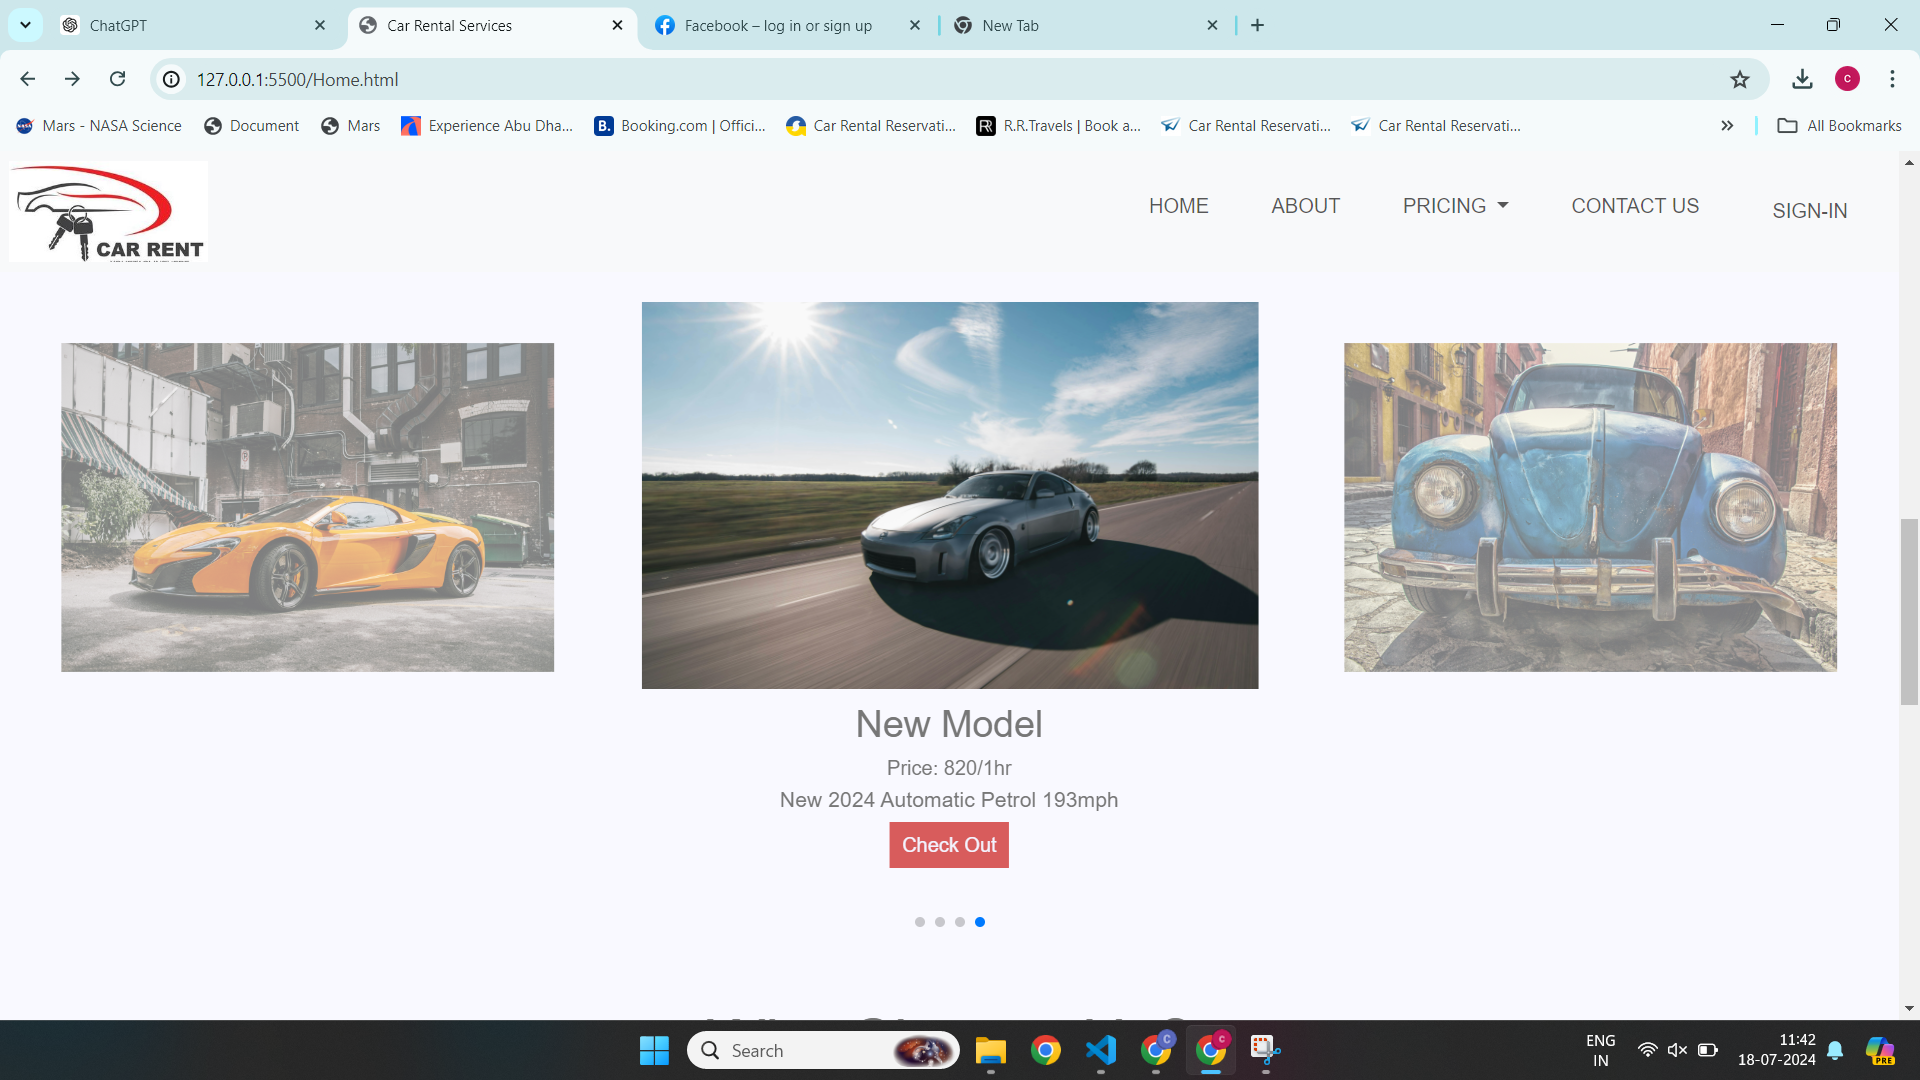 ChatGPT
Car Rental Services
Facebook – log in or sign up
New Tab
127.0.0.1:5500/Home.html
C
Mars - NASA Science
Document
Mars
Experience Abu Dha...
B.
Booking.com | Offici...
Car Rental Reservati...
RR
R.R.Travels | Book a...
Car Rental Reservati...
Car Rental Reservati...
All Bookmarks
CAR RENT
HOME
ABOUT
PRICING
CONTACT US
SIGN-IN
New Model
Price: 820/1hr
New 2024 Automatic Petrol 193mph
Check Out
Search
C
C
ENG
IN
11:42
18-07-2024
PRE